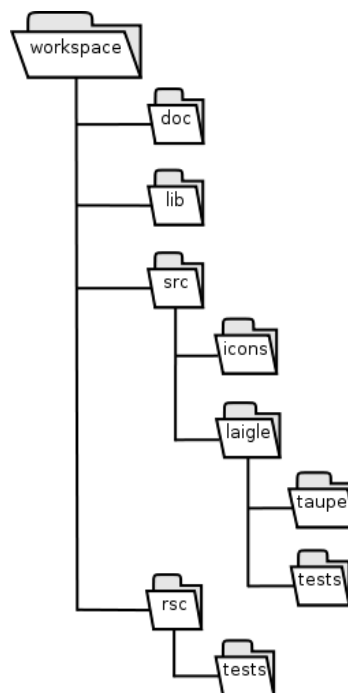 workspace
doc
lib
src
icons
laigle
taupe
tests
rsc
tests